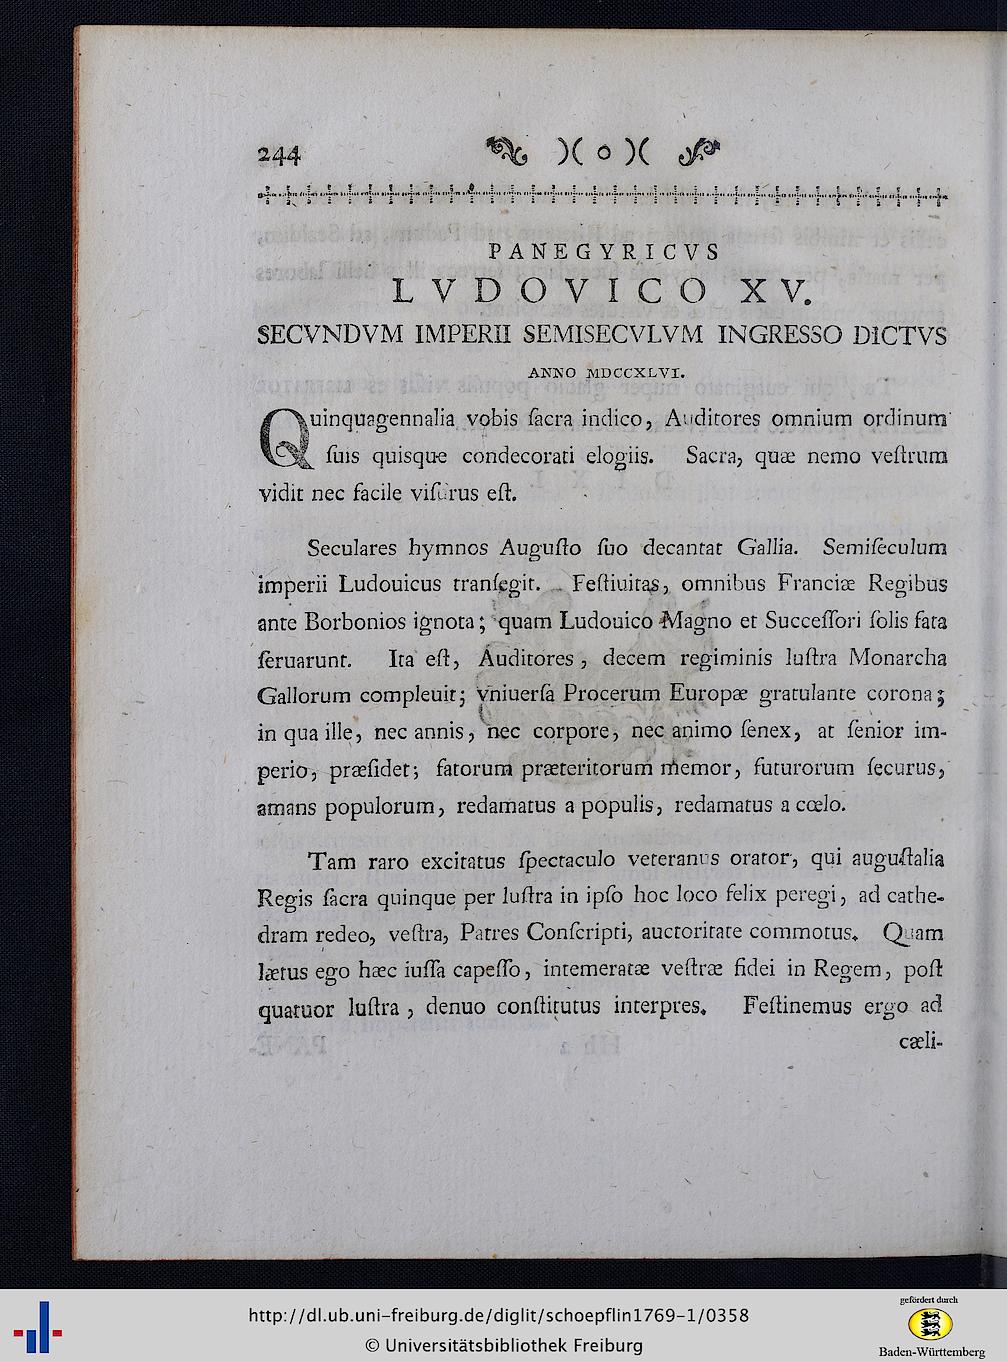 244 )( o )(
PANEGYRICVS
LVDOVICO XV.
SECVNDVM IMPERII SEMISECVLVM INGRESSO DICTVS
ANNO MDCCXLVI.
Quinquagennalia vobis ſacra indico, Auditores omnium ordinum
ſuis quisque condecorati elogiis. Sacra, quæ nemo veſtrum
vidit nec facile viſurus eſt.
Seculares hymnos Auguſto ſuo decantat Gallia. Semiſeculum
imperii Ludouicus tranſegit. Feſtiuitas, omnibus Franciæ Regibus
ante Borbonios ignota; quam Ludouico Magno et Succeſſori ſolis fata
ſeruarunt. Ita eſt, Auditores, decem regiminis luſtra Monarcha
Gallorum compleuit; vniuerſa Procerum Europæ gratulante corona;
in qua ille, nec annis, nec corpore, nec animo ſenex, at ſenior im-
perio, præſidet; fatorum præteritorum memor, futurorum ſecurus,
amans populorum, redamatus a populis, redamatus a cœlo.
Tam raro excitatus ſpectaculo veteranus orator, qui auguſtalia
Regis ſacra quinque per luſtra in ipſo hoc loco felix peregi, ad cathe-
dram redeo, veſtra, Patres Conſcripti, auctoritate commotus. Quam
lætus ego hæc iuſſa capeſſo, intemeratæ veſtræ fidei in Regem, poſt
quatuor luſtra, denuo conſtitutus interpres. Feſtinemus ergo ad
cæli-
http://dl.ub.uni-freiburg.de/diglit/schoepflin1769-1/0358
© Universitätsbibliothek Freiburg
gefördert durch
Baden-Württemberg